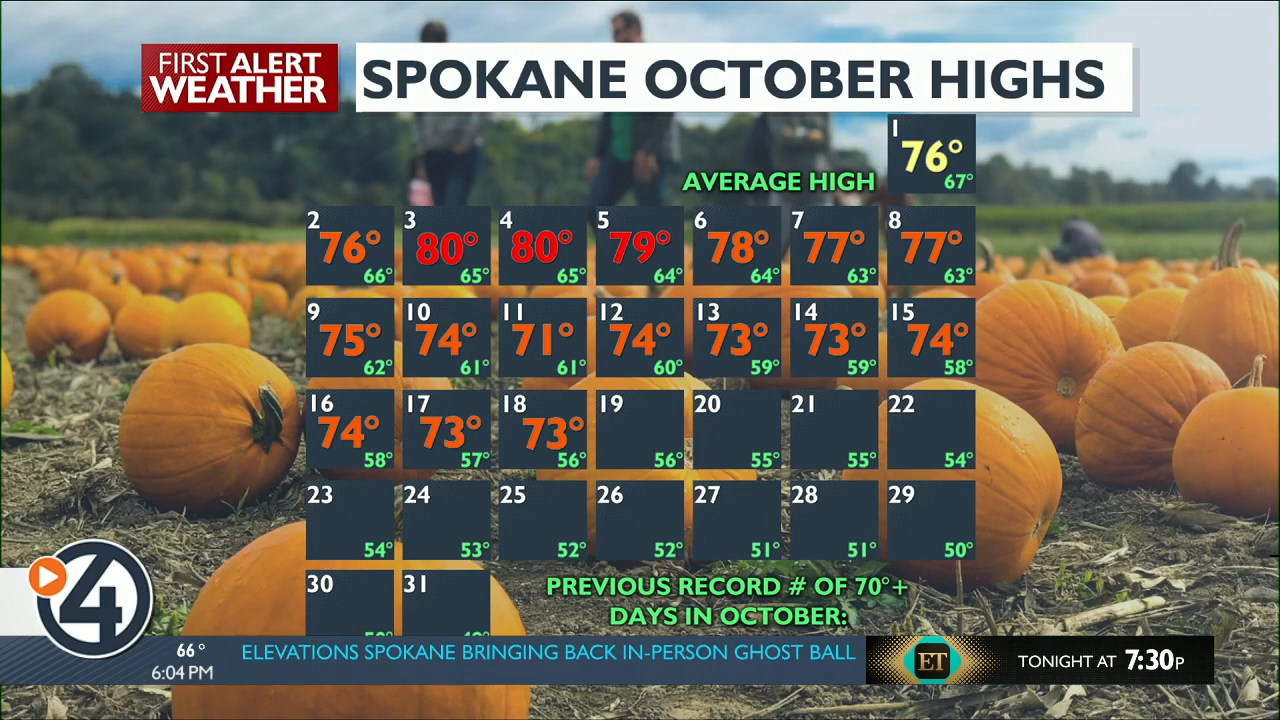 FIRST ALERT
WEATHER
SPOKANE OCTOBER HIGHS
1
76°
AVERAGE HIGH
67°
2 3 4 5 6 7 8
76° 80° 80° 79° 78° 77° 77°
66° 65° 65° 64° 64° 63° 63°
9 10 11 12 13 14 15
75° 74° 71° 74° 73° 73° 74°
62° 61° 61° 60° 59° 59° 58°
16 17 18 19 20 21 22
74° 73° 73°
58° 57° 56° 56° 55° 55° 54°
23 24 25 26 27 28 29
54° 53° 52° 52° 51° 51° 50°
30 31
PREVIOUS RECORD # OF 70°+
DAYS IN OCTOBER:
4
66°
6:04 PM
ELEVATIONS SPOKANE BRINGING BACK IN-PERSON GHOST BALL
ET
TONIGHT AT 7:30P